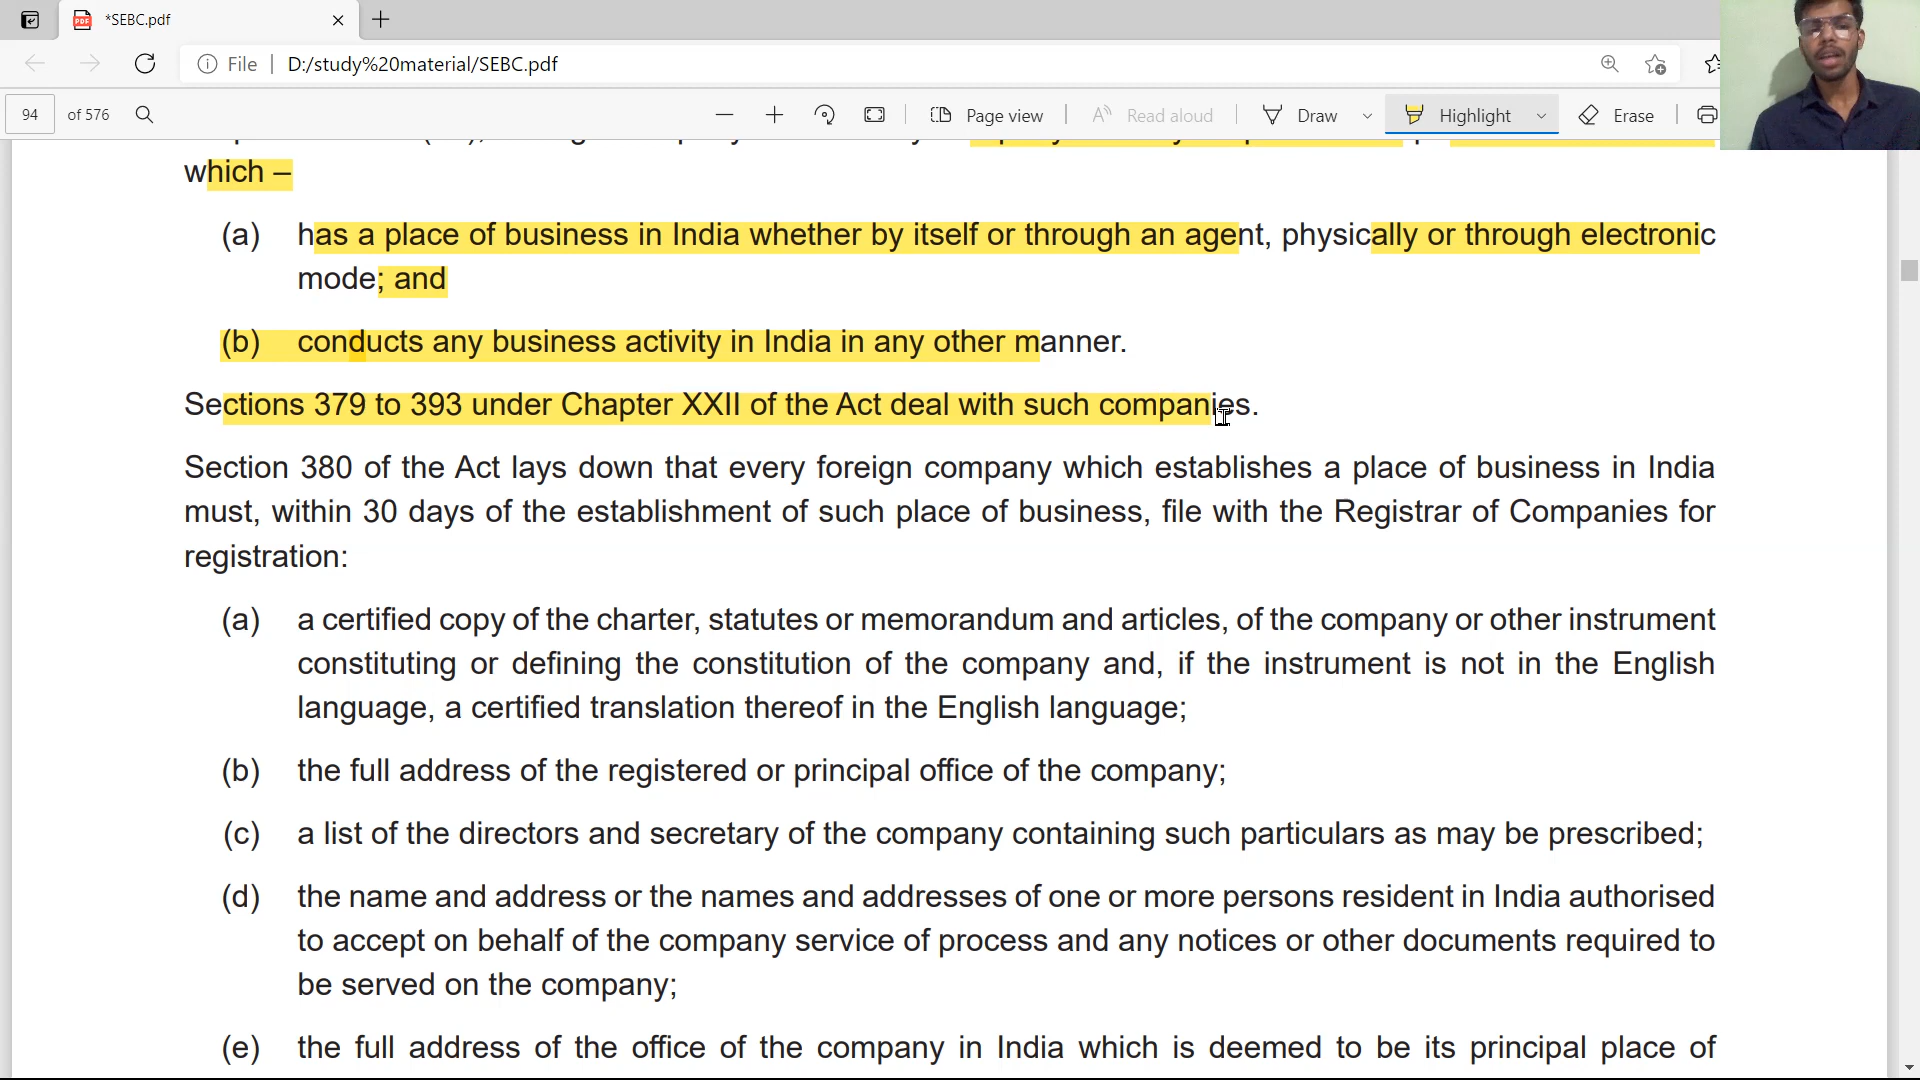 *SEBC.pdf
File
D:/study%20material/SEBC.pdf
94 of 576
Page view
Read aloud
Draw
Highlight
Erase
which –
(a) has a place of business in India whether by itself or through an agent, physically or through electronic
mode; and
(b) conducts any business activity in India in any other manner.
Sections 379 to 393 under Chapter XXII of the Act deal with such companies.
Section 380 of the Act lays down that every foreign company which establishes a place of business in India
must, within 30 days of the establishment of such place of business, file with the Registrar of Companies for
registration:
(a) a certified copy of the charter, statutes or memorandum and articles, of the company or other instrument
constituting or defining the constitution of the company and, if the instrument is not in the English
language, a certified translation thereof in the English language;
(b) the full address of the registered or principal office of the company;
(c) a list of the directors and secretary of the company containing such particulars as may be prescribed;
(d) the name and address or the names and addresses of one or more persons resident in India authorised
to accept on behalf of the company service of process and any notices or other documents required to
be served on the company;
(e) the full address of the office of the company in India which is deemed to be its principal place of